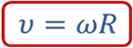 υ = ωR